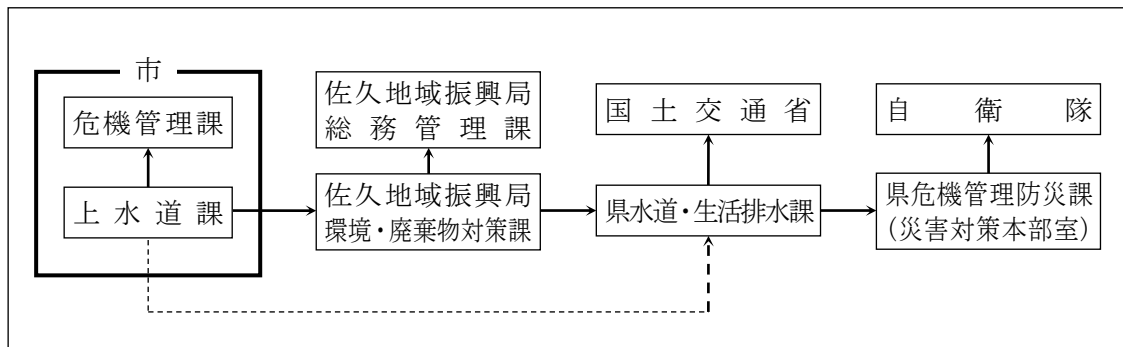 市
危機管理課
上水道課
佐久地域振興局
総務管理課
佐久地域振興局
環境・廃棄物対策課
国土交通省
県水道・生活排水課
自衛隊
県危機管理防災課
(災害対策本部室)